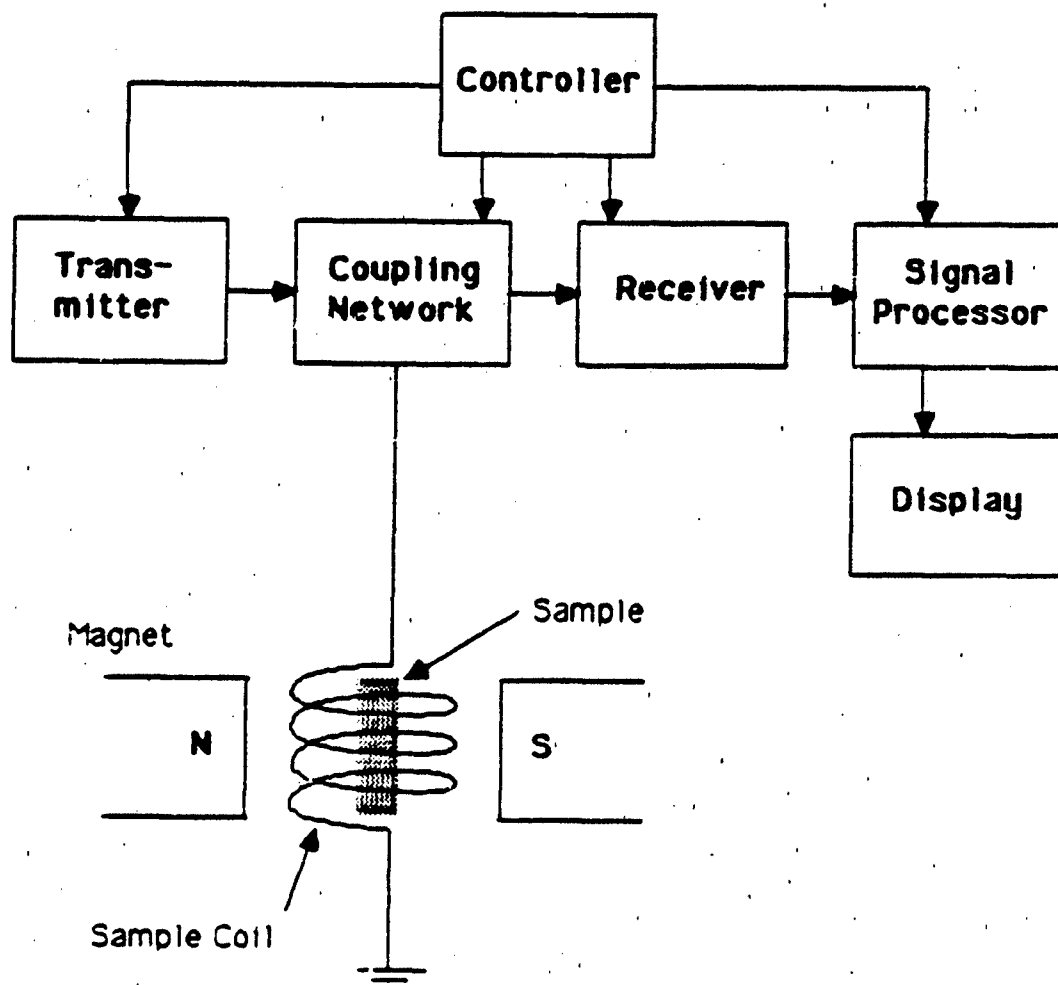 Controller
Trans-
mitter
Coupling
Network
Receiver
Signal
Processor
Display
Sample
Magnet
N
S
Sample Coil